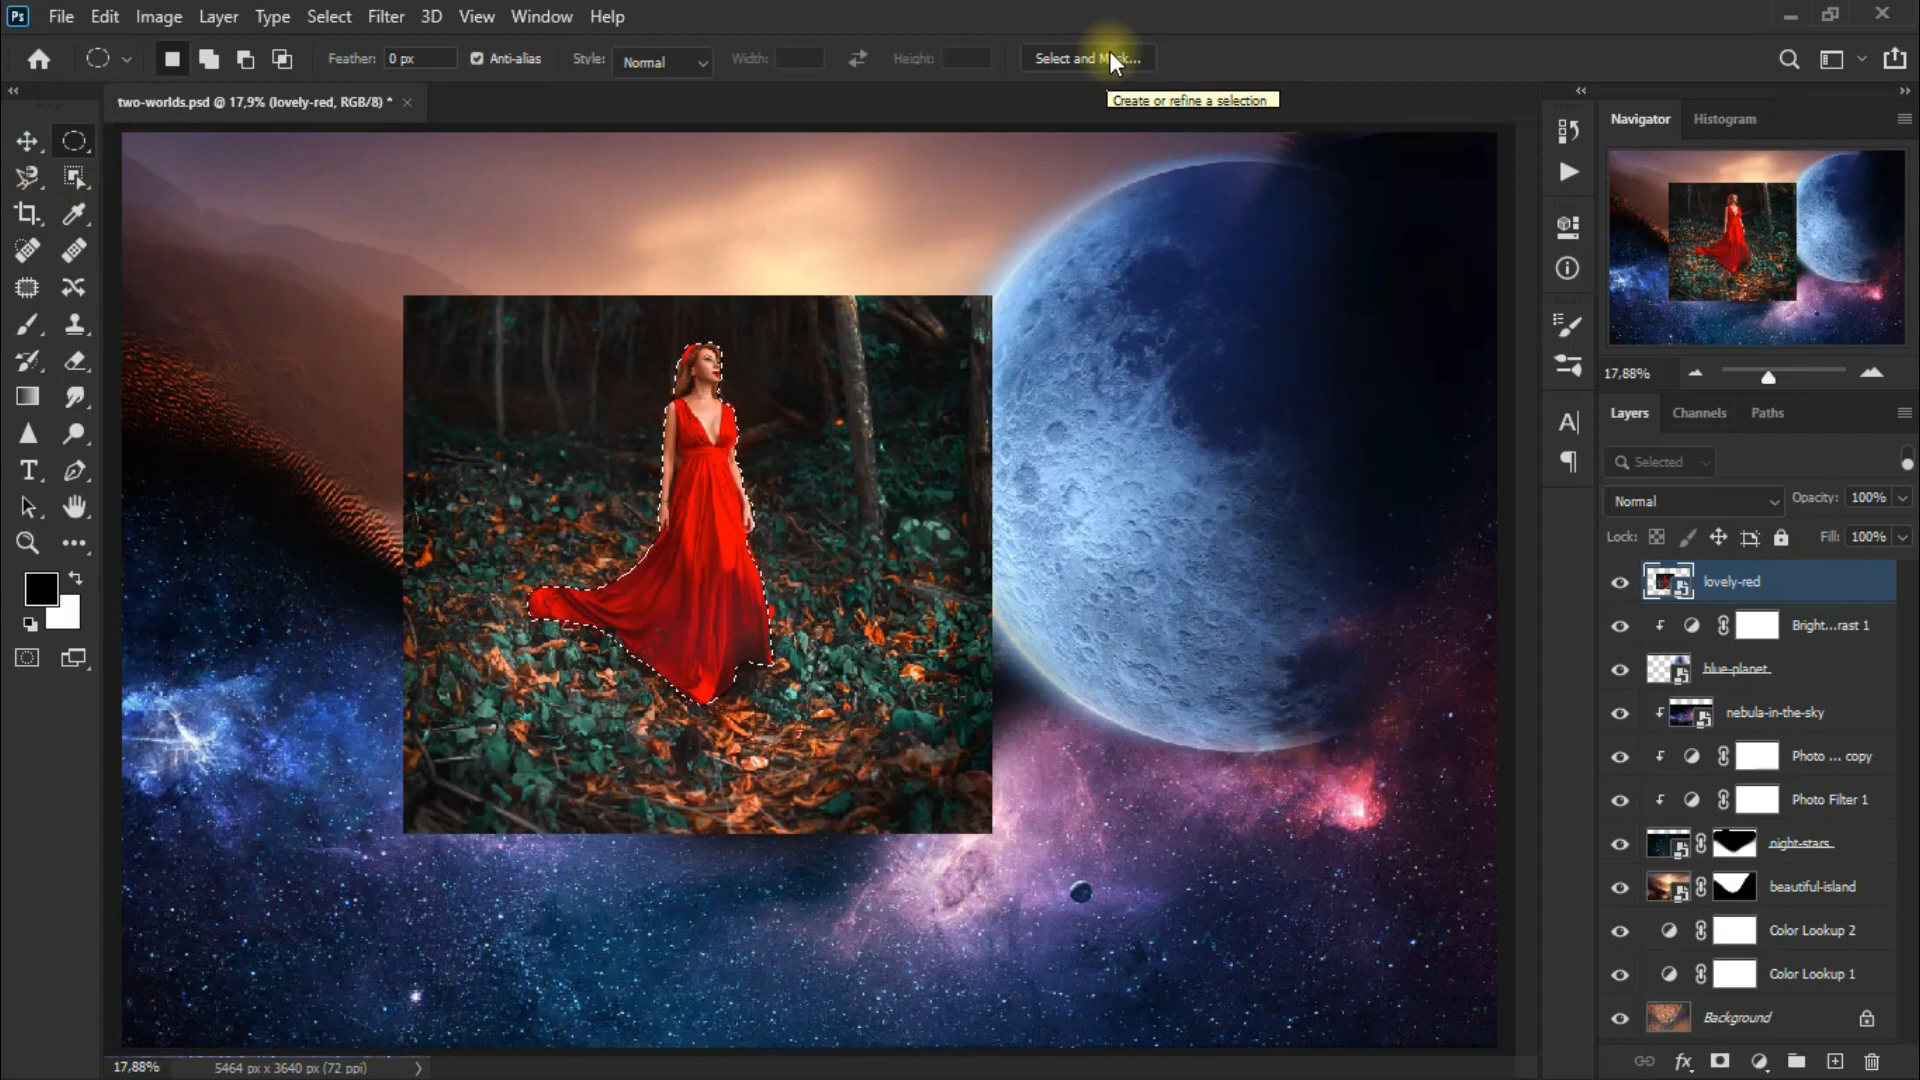 Ps File Edit Image Layer Type Select Filter 3D View Window Help
Feather: 0 px Anti-alias Style: Normal Width: Height: Select and M...k...
Create or refine a selection
two-worlds.psd @ 17,9% (lovely-red, RGB/8) *
Navigator Histogram
17,88%
Layers Channels Paths
Selected
Normal Opacity: 100%
Lock: Fill: 100%
lovely-red
Bright...rast 1
blue-planet
nebula-in-the-sky
Photo ... copy
Photo Filter 1
night-stars
beautiful-island
Color Lookup 2
Color Lookup 1
Background
fx
17,88% 5464 px x 3640 px (72 ppi)